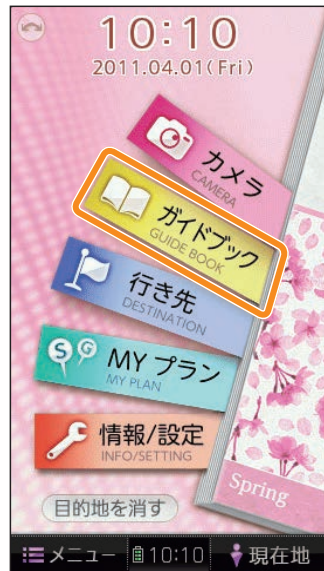 10:10
2011.04.01(Fri)
カメラ
CAMERA
ガイドブック
GUIDE BOOK
行き先
DESTINATION
S G
MY プラン
MY PLAN
情報/設定
INFO/SETTING
Spring
目的地を消す
メニュー 10:10 現在地